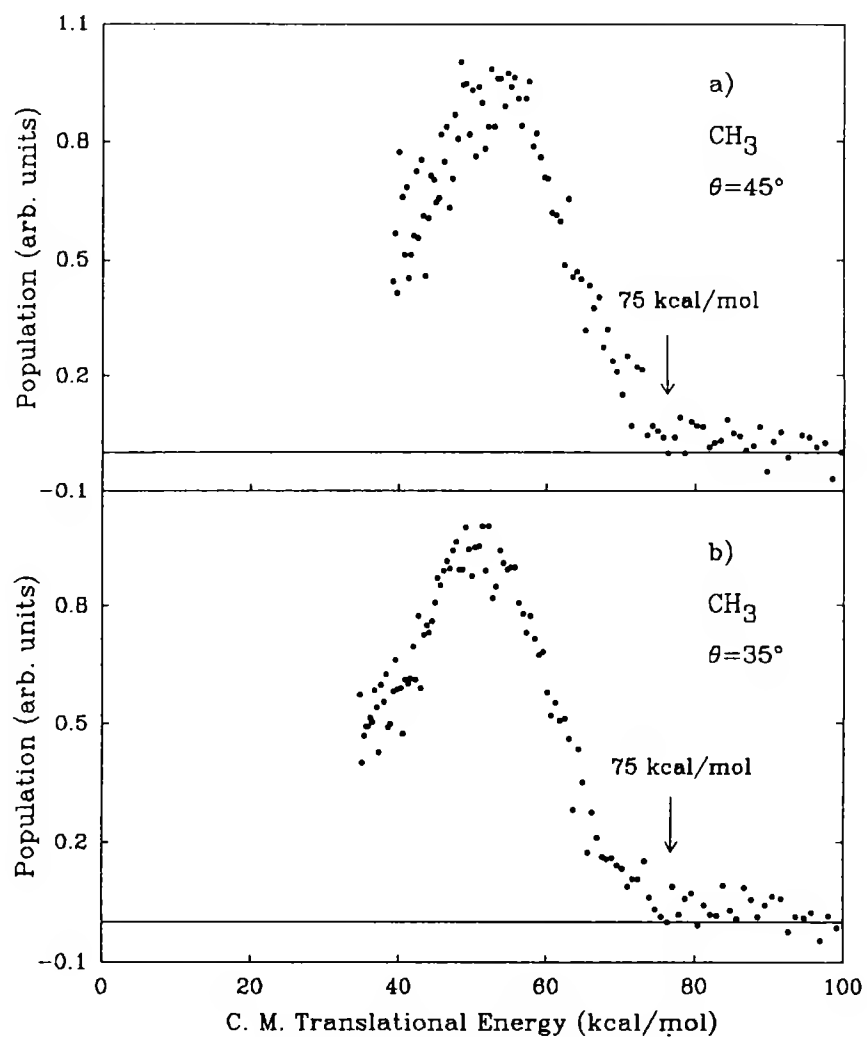 1.1
0.8
0.5
0.2
-0.1
Population (arb. units)
a)
CH3
θ=45°
75 kcal/mol
0.8
0.5
0.2
-0.1
Population (arb. units)
b)
CH3
θ=35°
75 kcal/mol
0 20 40 60 80 100
C. M. Translational Energy (kcal/mol)